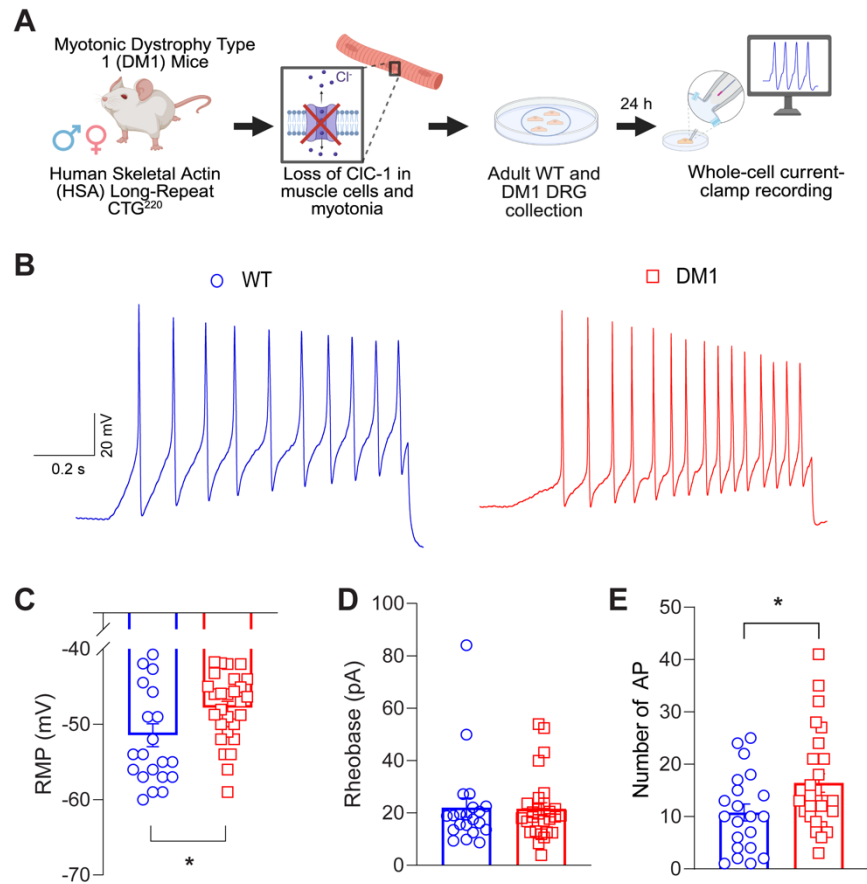 A
Myotonic Dystrophy Type
1 (DM1) Mice
Human Skeletal Actin
(HSA) Long-Repeat
CTG²²⁰
Cl⁻
Loss of ClC-1 in
muscle cells and
myotonia
Adult WT and
DM1 DRG
collection
24 h
Whole-cell current-
clamp recording
B
WT
DM1
20 mV
0.2 s
C
RMP (mV)
-40
-50
-60
-70
*
D
Rheobase (pA)
100
80
60
40
20
0
E
Number of AP
50
40
30
20
10
0
*